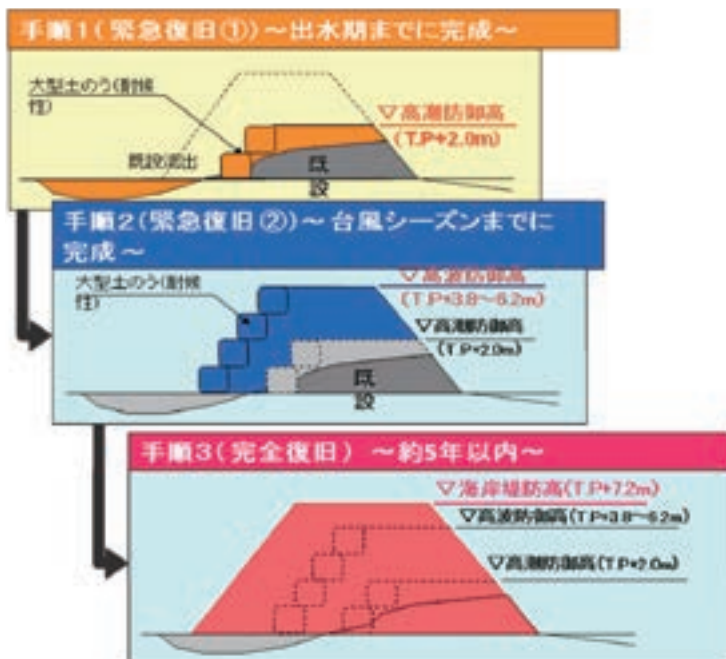 手順1(緊急復旧①)~出水期までに完成~
大型土のう(耐候
性)
▽高潮防御高
(T.P+2.0m)
既設流出
既
設
手順2(緊急復旧②)~台風シーズンまでに
完成~
大型土のう(耐候
性)
▽高波防御高
(T.P+3.8~6.2m)
▽高潮防御高
(T.P+2.0m)
既
設
手順3(完全復旧) ~約5年以内~
▽海岸堤防高(T.P+7.2m)
▽高波防御高(T.P+3.8~6.2m)
▽高潮防御高(T.P+2.0m)